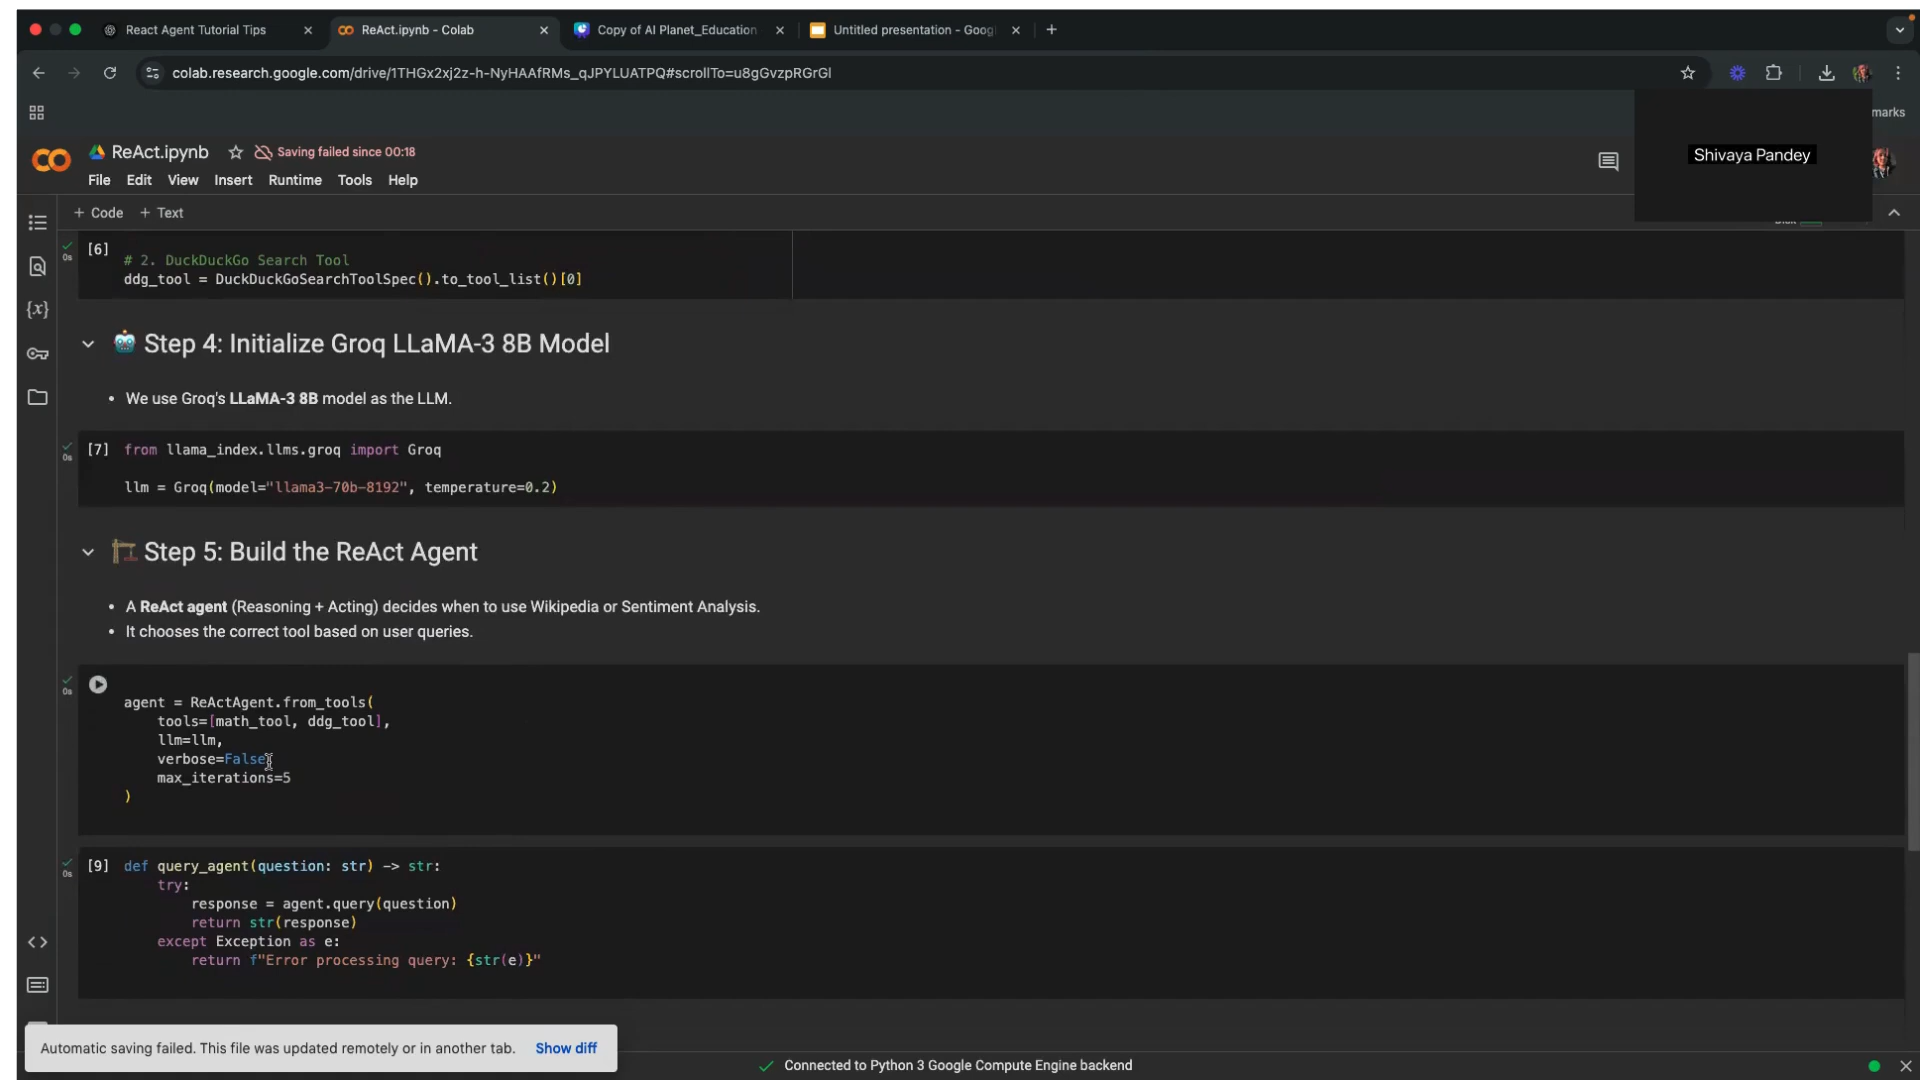 React Agent Tutorial Tips
ReAct.ipynb - Colab
Copy of AI Planet_Education
Untitled presentation - Goog
colab.research.google.com/drive/1THGx2xj2z-h-NyHAAfRMs_qJPYLUATPQ#scrollTo=u8gGvzpRGrGl
marks
ReAct.ipynb
Saving failed since 00:18
Shivaya Pandey
File Edit View Insert Runtime Tools Help
+ Code + Text
[6]
0s
# 2. DuckDuckGo Search Tool
ddg_tool = DuckDuckGoSearchToolSpec().to_tool_list()[0]
Step 4: Initialize Groq LLaMA-3 8B Model
• We use Groq's LLaMA-3 8B model as the LLM.
[7] from llama_index.llms.groq import Groq
0s
llm = Groq(model="llama3-70b-8192", temperature=0.2)
Step 5: Build the ReAct Agent
• A ReAct agent (Reasoning + Acting) decides when to use Wikipedia or Sentiment Analysis.
• It chooses the correct tool based on user queries.
0s
agent = ReActAgent.from_tools(
tools=[math_tool, ddg_tool],
llm=llm,
verbose=False
max_iterations=5
)
[9] def query_agent(question: str) -> str:
0s
try:
response = agent.query(question)
return str(response)
except Exception as e:
return f"Error processing query: {str(e)}"
Automatic saving failed. This file was updated remotely or in another tab. Show diff
Connected to Python 3 Google Compute Engine backend